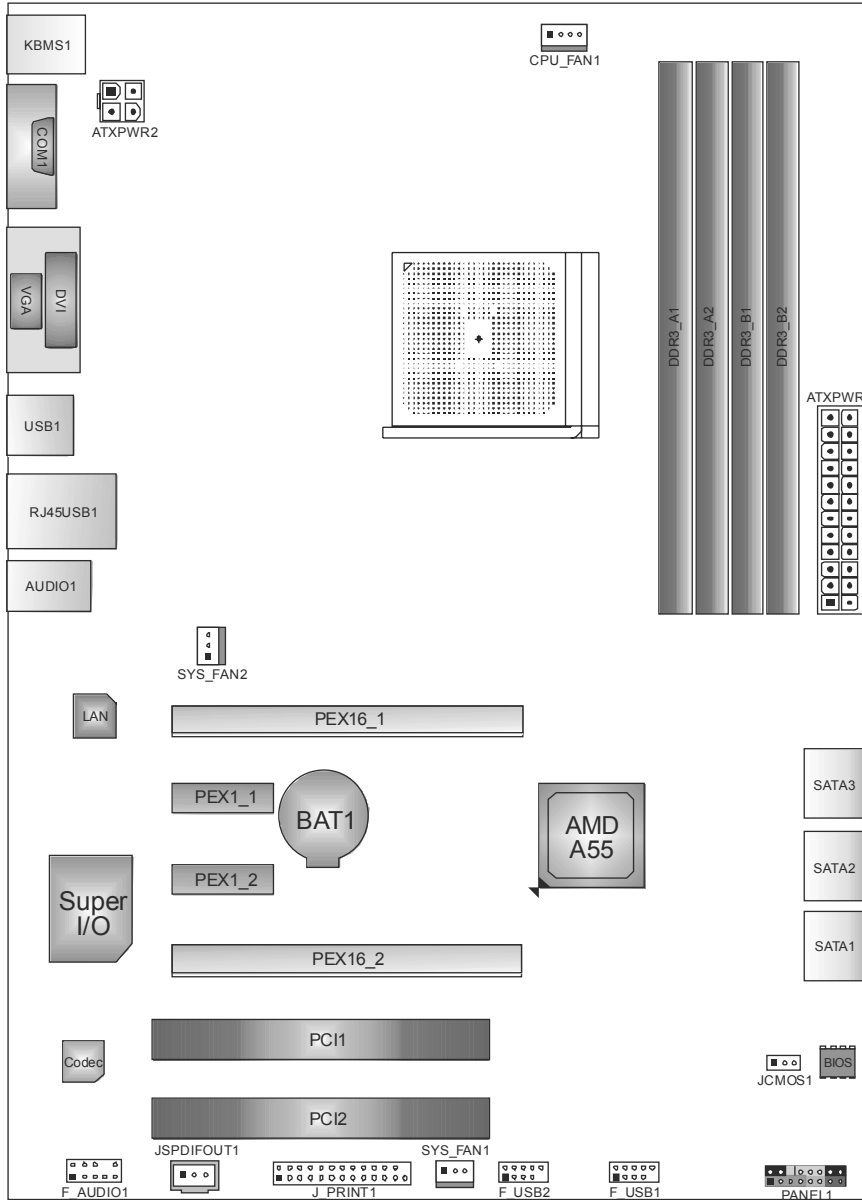 KBMS1
CPU_FAN1
ATXPWR2
COM1
VGA
DVI
DDR3_A1
DDR3_A2
DDR3_B1
DDR3_B2
USB1
ATXPWR
RJ45USB1
AUDIO1
SYS_FAN2
LAN
PEX16_1
PEX1_1
BAT1
AMD
A55
SATA3
PEX1_2
SATA2
Super
I/O
SATA1
PEX16_2
PCI1
Codec
JCMOS1
BIOS
PCI2
JSPDIFOUT1
SYS_FAN1
F_AUDIO1
J_PRINT1
F_USB2
F_USB1
PANEL1